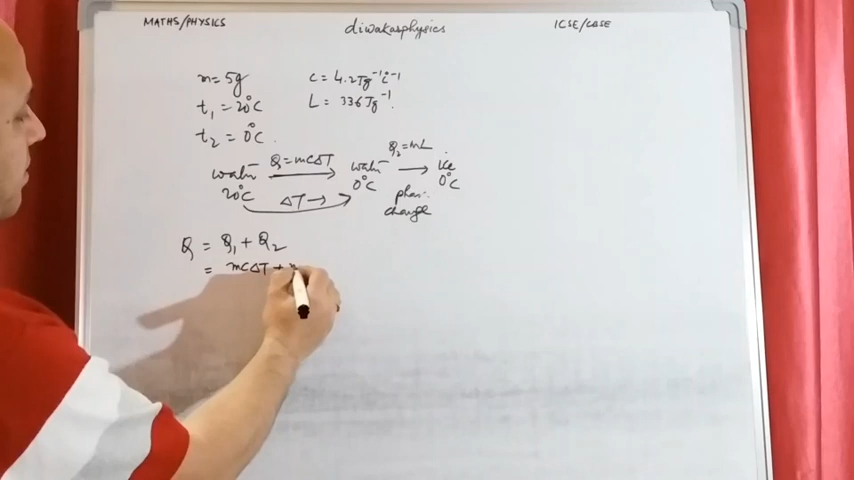 MATHS/PHYSICS diwakarphysics ICSE/CBSE
m = 5g c = 4.2 Jg⁻¹°C⁻¹
t₁ = 20°C L = 336 Jg⁻¹.
t₂ = 0°C.
Q₂ = mL
water Q = mcΔT water ice
20°C 0°C 0°C
ΔT → phase
change
Q = Q₁ + Q₂
= mcΔT +